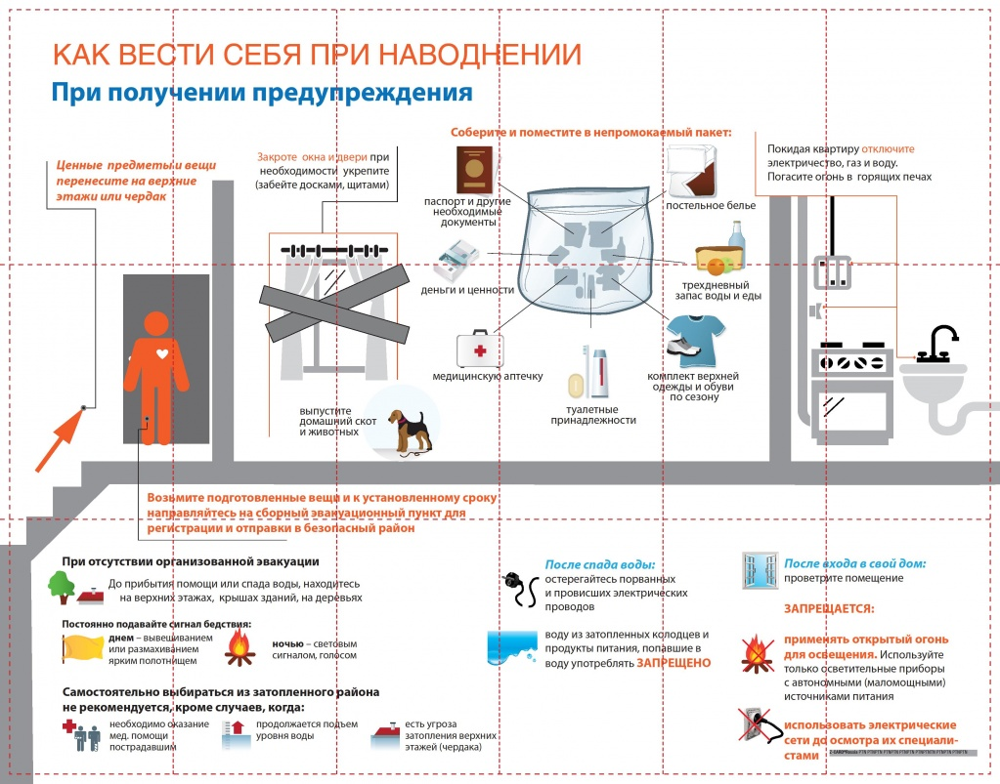 КАК ВЕСТИ СЕБЯ ПРИ НАВОДНЕНИИ
При получении предупреждения
Ценные предметы и вещи
перенесите на верхние
этажи или чердак
Закроте окна и двери при
необходимости укрепите
(забейте досками, щитами)
Соберите и поместите в непромокаемый пакет:
паспорт и другие
необходимые
документы
постельное белье
деньги и ценности
трехдневный
запас воды и еды
медицинскую аптечку
туалетные
принадлежности
комплект верхней
одежды и обуви
по сезону
Покидая квартиру отключите
электричество, газ и воду.
Погасите огонь в горящих печах
выпустите
домашний скот
и животных
Возьмите подготовленные вещи и к установленному сроку
направляйтесь на сборный эвакуационный пункт для
регистрации и отправки в безопасный район
При отсутствии организованной эвакуации
До прибытия помощи или спада воды, находитесь
на верхних этажах, крышах зданий, на деревьях
Постоянно подавайте сигнал бедствия:
днем – вывешиванием
или размахиванием
ярким полотнищем
ночью – световым
сигналом, голосом
Самостоятельно выбираться из затопленного района
не рекомендуется, кроме случаев, когда:
необходимо оказание
мед. помощи
пострадавшим
продолжается подъем
уровня воды
есть угроза
затопления верхних
этажей (чердака)
После спада воды:
остерегайтесь порванных
и провисших электрических
проводов
воду из затопленных колодцев и
продукты питания, попавшие в
воду употреблять ЗАПРЕЩЕНО
После входа в свой дом:
проветрите помещение
ЗАПРЕЩАЕТСЯ:
применять открытый огонь
для освещения. Используйте
только осветительные приборы
с автономными (маломощными)
источниками питания
использовать электрические
сети до осмотра их специали-
стами